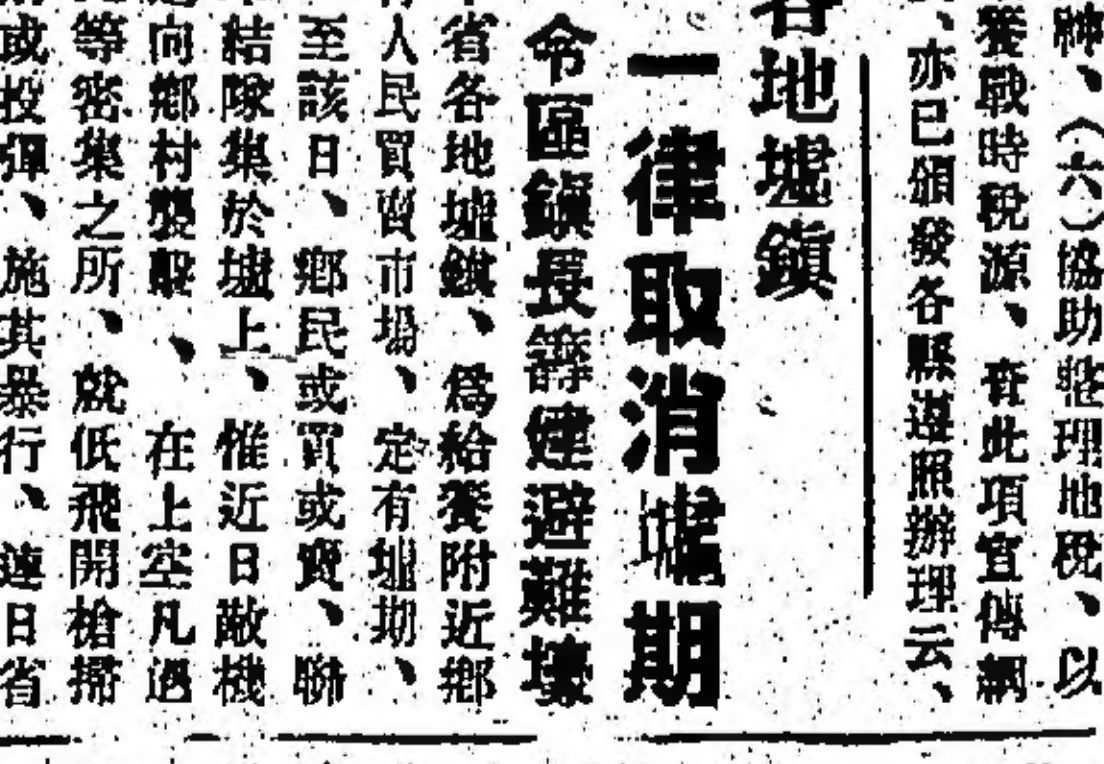 神、（六）協助整理地稅、以
養戰時稅源、音此項宣傳綱
、亦已頒發各縣遵照辦理云、
各地墟鎮
一律取消墟期
令區鎮長籌建避難壕
省各地墟鎮、爲給養附近鄉
人民買賣市場、定有墟期、
至該日、鄉民或買或賣、聯
結隊集於墟上、惟近日敵機
向鄉村襲擊、在上空凡遇
等密集之所、就低飛開槍掃
或投彈、施其暴行、連日省